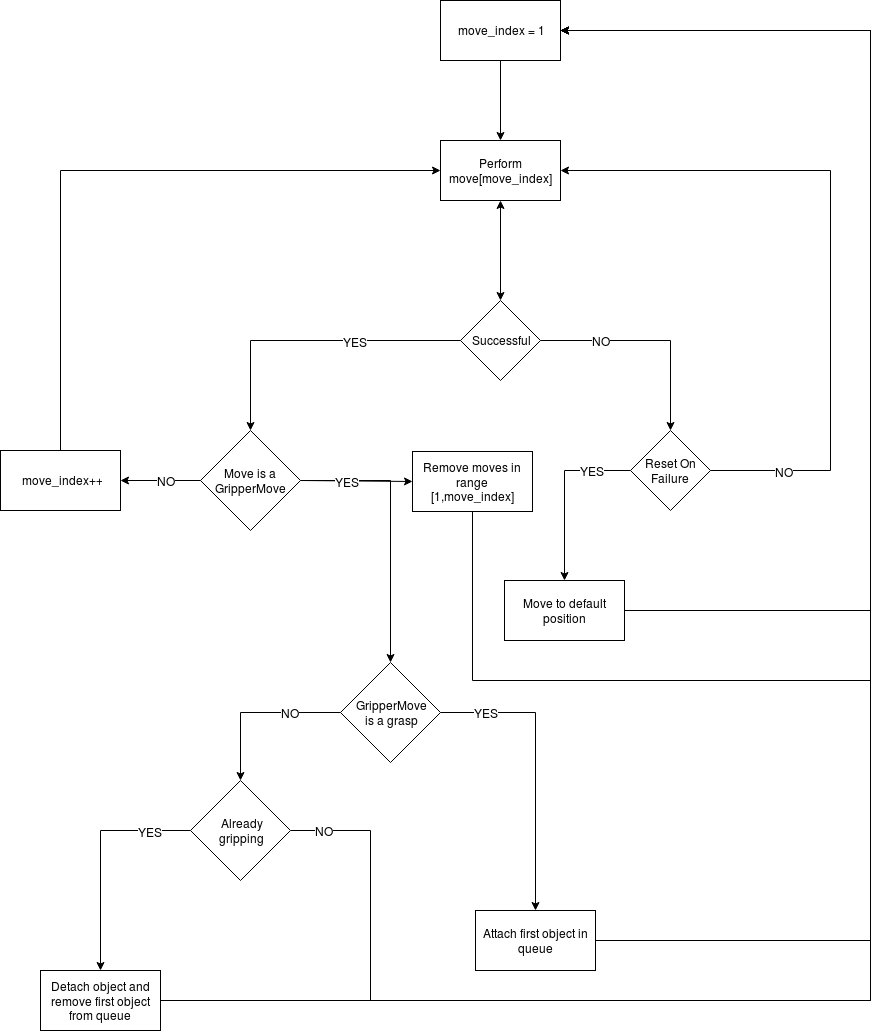 move_index = 1
Perform
move[move_index]
Successful
YES
NO
Move is a
GripperMove
NO
move_index++
YES
Remove moves in
range
[1,move_index]
Reset On
Failure
YES
NO
Move to default
position
GripperMove
is a grasp
NO
YES
Already
gripping
YES
NO
Attach first object in
queue
Detach object and
remove first object
from queue